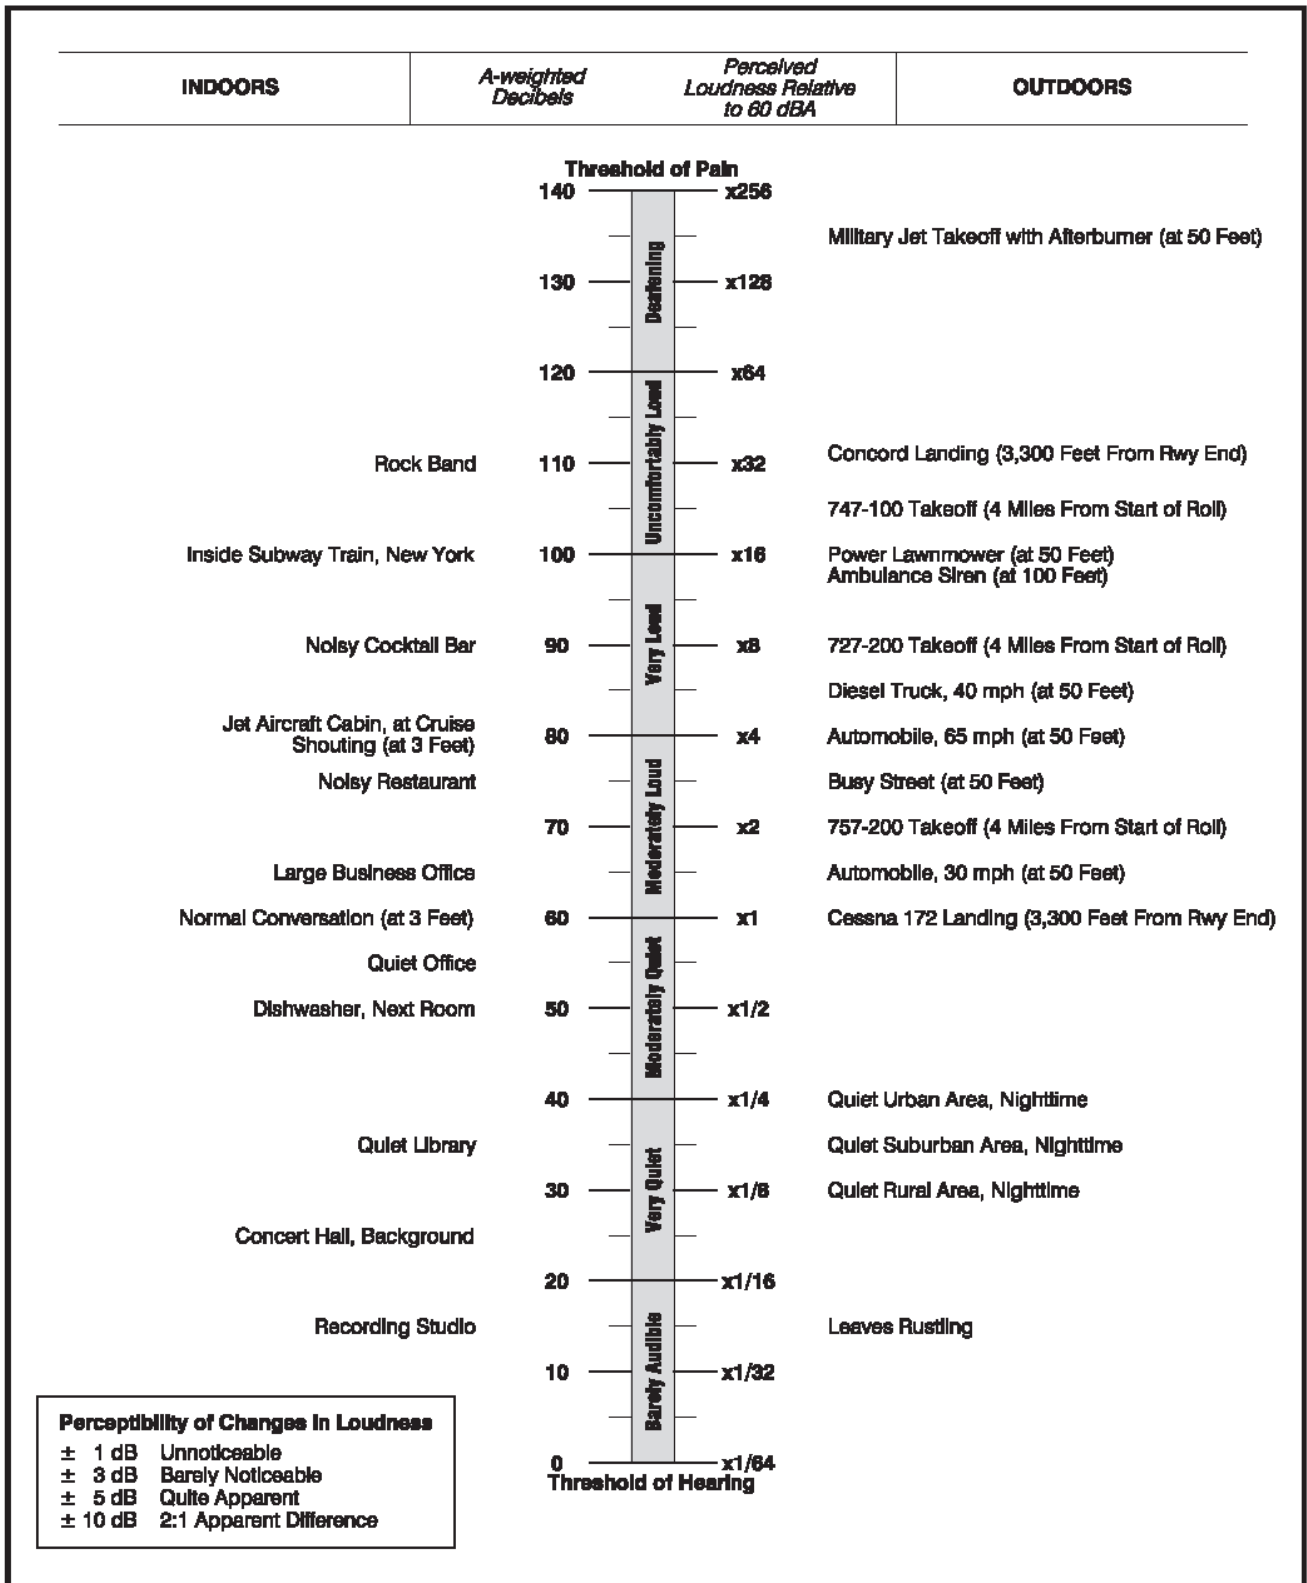 INDOORS
A-weighted
Decibels
Perceived
Loudness Relative
to 60 dBA
OUTDOORS
Threshold of Pain
140 x256
Military Jet Takeoff with Afterburner (at 50 Feet)
Deafening
130 x128
120 x64
Uncomfortably Loud
Rock Band 110 x32 Concord Landing (3,300 Feet From Rwy End)
747-100 Takeoff (4 Miles From Start of Roll)
Inside Subway Train, New York 100 x16 Power Lawnmower (at 50 Feet)
Ambulance Siren (at 100 Feet)
Very Loud
Noisy Cocktail Bar 90 x8 727-200 Takeoff (4 Miles From Start of Roll)
Diesel Truck, 40 mph (at 50 Feet)
Jet Aircraft Cabin, at Cruise
Shouting (at 3 Feet) 80 x4 Automobile, 65 mph (at 50 Feet)
Noisy Restaurant Busy Street (at 50 Feet)
Moderately Loud
70 x2 757-200 Takeoff (4 Miles From Start of Roll)
Large Business Office Automobile, 30 mph (at 50 Feet)
Normal Conversation (at 3 Feet) 60 x1 Cessna 172 Landing (3,300 Feet From Rwy End)
Quiet Office
Moderately Quiet
Dishwasher, Next Room 50 x1/2
40 x1/4 Quiet Urban Area, Nighttime
Quiet Library Quiet Suburban Area, Nighttime
Very Quiet
30 x1/8 Quiet Rural Area, Nighttime
Concert Hall, Background
20 x1/16
Recording Studio Leaves Rustling
Barely Audible
10 x1/32
0 x1/64
Threshold of Hearing
Perceptibility of Changes in Loudness
± 1 dB Unnoticeable
± 3 dB Barely Noticeable
± 5 dB Quite Apparent
± 10 dB 2:1 Apparent Difference